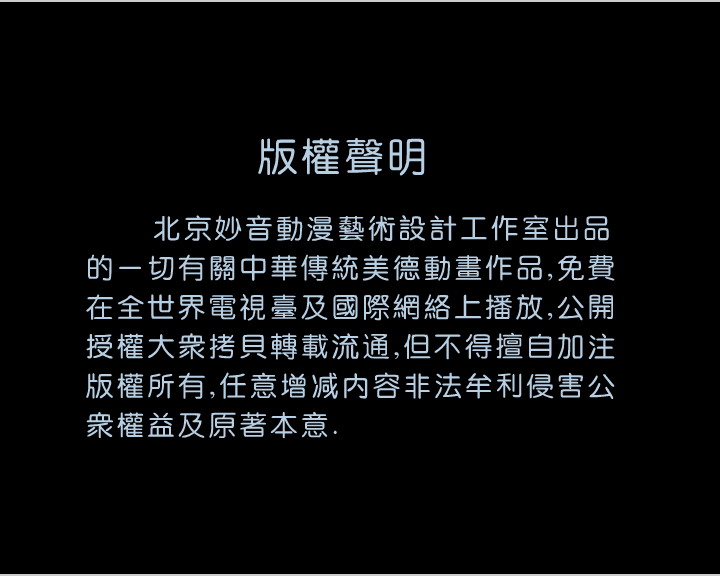 版權聲明
北京妙音動漫藝術設計工作室出品
的一切有關中華傳統美德動畫作品,免費
在全世界電視臺及國際網絡上播放,公開
授權大衆拷貝轉載流通,但不得擅自加注
版權所有,任意增减内容非法牟利侵害公
衆權益及原著本意.